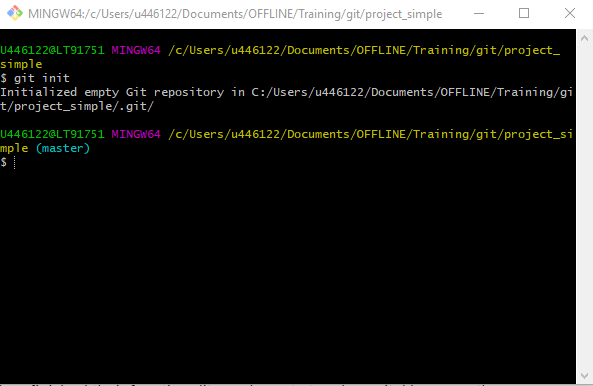 MINGW64:/c/Users/u446122/Documents/OFFLINE/Training/git/project_simple
U446122@LT91751 MINGW64 /c/Users/u446122/Documents/OFFLINE/Training/git/project_
simple
$ git init
Initialized empty Git repository in C:/Users/u446122/Documents/OFFLINE/Training/gi
t/project_simple/.git/
U446122@LT91751 MINGW64 /c/Users/u446122/Documents/OFFLINE/Training/git/project_si
mple (master)
$